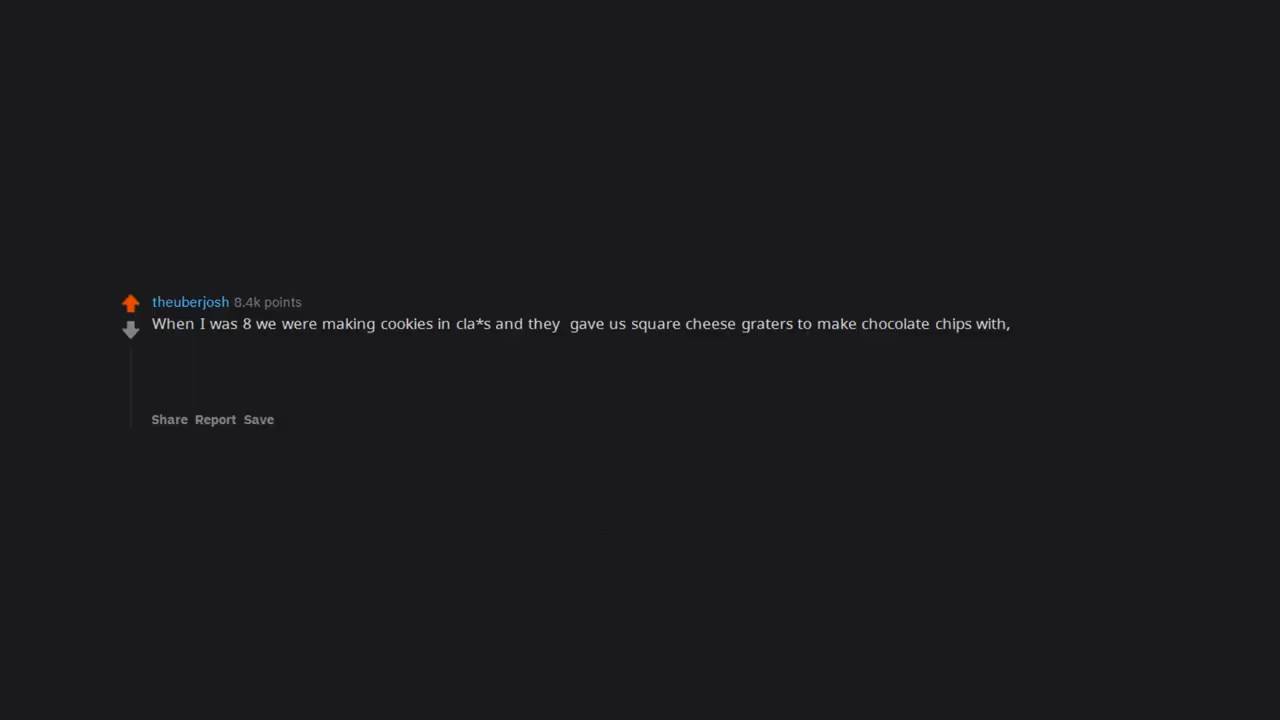 theuberjosh 8.4k points
When I was 8 we were making cookies in cla*s and they  gave us square cheese graters to make chocolate chips with,
Share Report Save